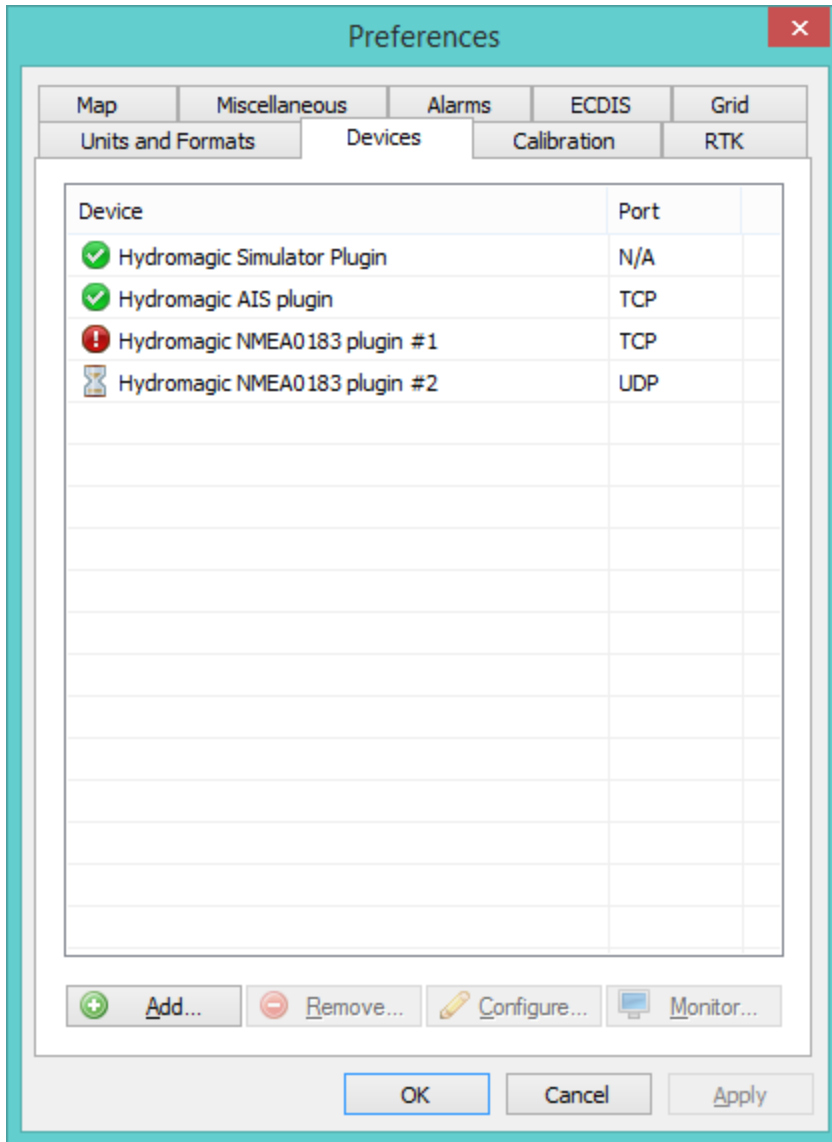 Preferences
Map Miscellaneous Alarms ECDIS Grid
Units and Formats Devices Calibration RTK
Device Port
Hydromagic Simulator Plugin N/A
Hydromagic AIS plugin TCP
Hydromagic NMEA0183 plugin #1 TCP
Hydromagic NMEA0183 plugin #2 UDP
Add... Remove... Configure... Monitor...
OK Cancel Apply